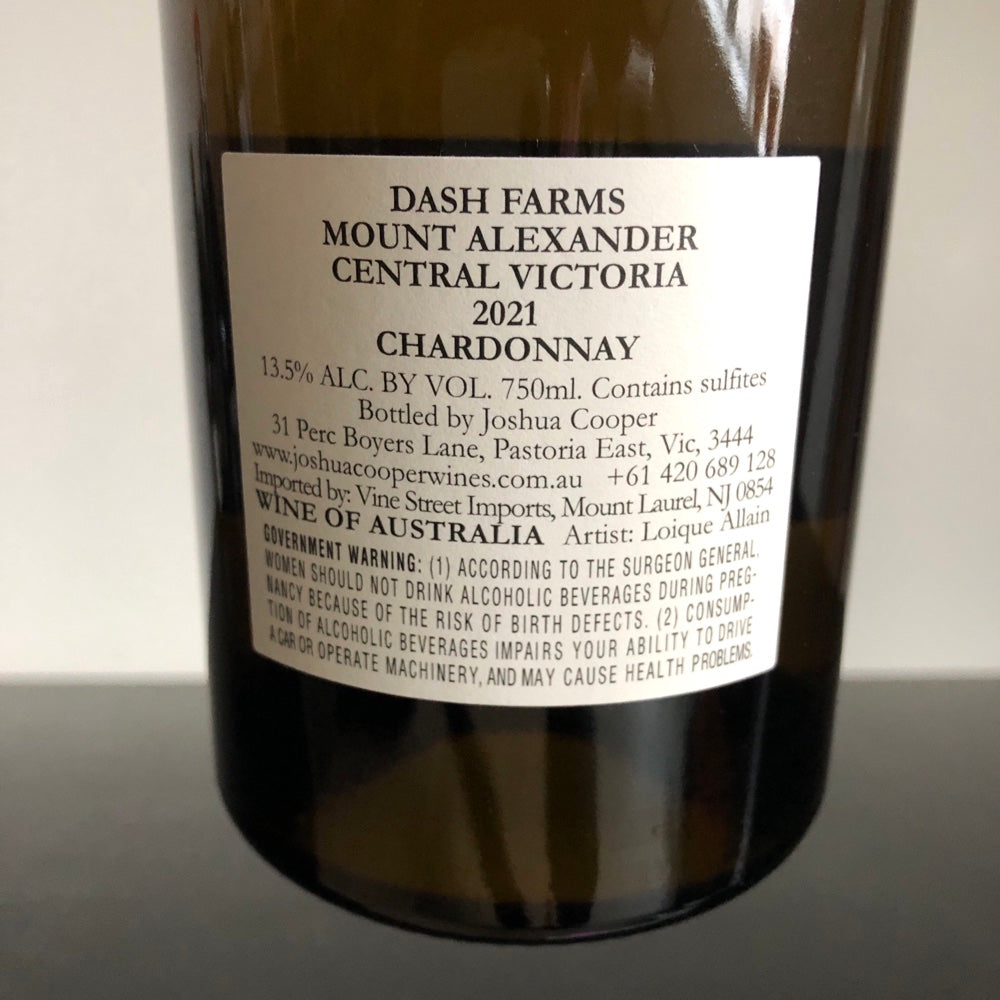 DASH FARMS
MOUNT ALEXANDER
CENTRAL VICTORIA
2021
CHARDONNAY
13.5% ALC. BY VOL. 750ml. Contains sulfites
Bottled by Joshua Cooper
31 Perc Boyers Lane, Pastoria East, Vic, 3444
www.joshuacooperwines.com.au +61 420 689 128
Imported by: Vine Street Imports, Mount Laurel, NJ 0854
WINE OF AUSTRALIA Artist: Loique Allain
GOVERNMENT WARNING: (1) ACCORDING TO THE SURGEON GENERAL,
WOMEN SHOULD NOT DRINK ALCOHOLIC BEVERAGES DURING PREG-
NANCY BECAUSE OF THE RISK OF BIRTH DEFECTS. (2) CONSUMP-
TION OF ALCOHOLIC BEVERAGES IMPAIRS YOUR ABILITY TO DRIVE
A CAR OR OPERATE MACHINERY, AND MAY CAUSE HEALTH PROBLEMS.